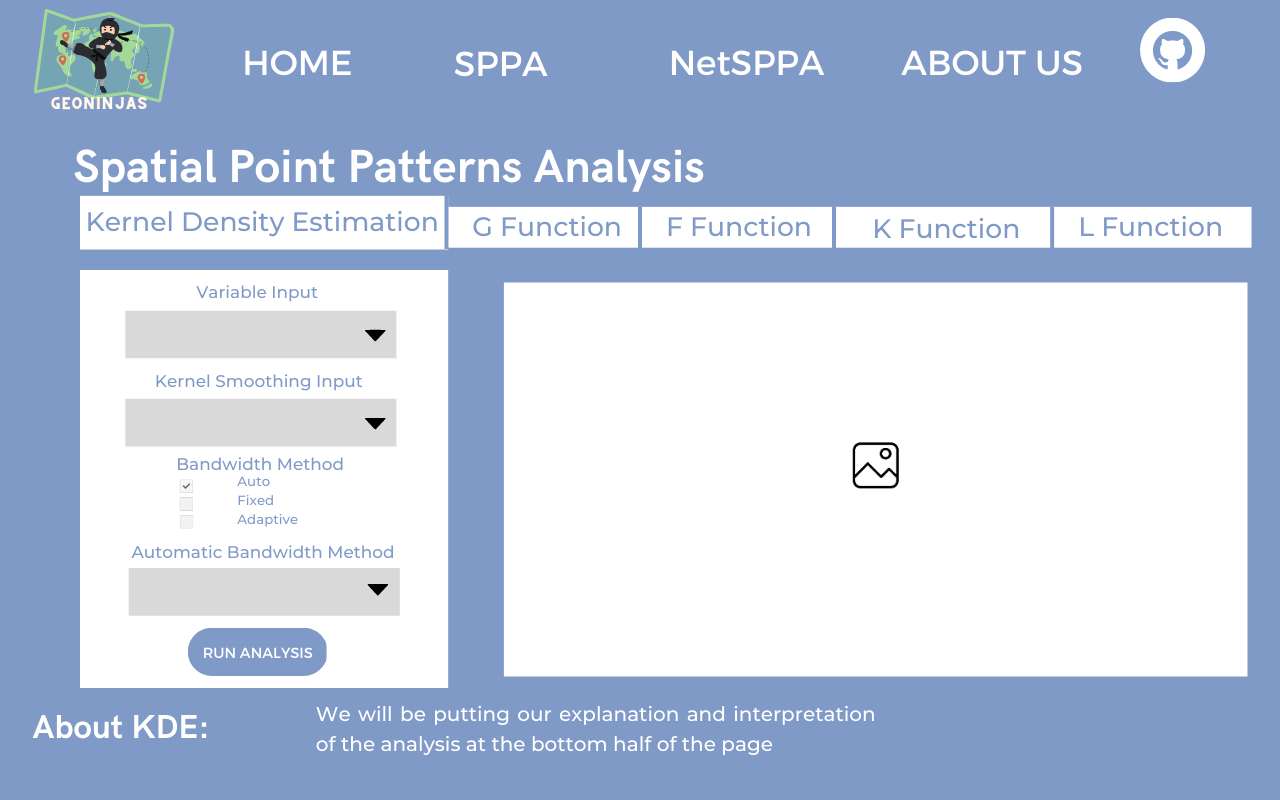 GEONINJAS
HOME
SPPA
NetSPPA
ABOUT US
Spatial Point Patterns Analysis
Kernel Density Estimation
G Function
F Function
K Function
L Function
Variable Input
Kernel Smoothing Input
Bandwidth Method
Auto
Fixed
Adaptive
Automatic Bandwidth Method
RUN ANALYSIS
About KDE:
We will be putting our explanation and interpretation
of the analysis at the bottom half of the page